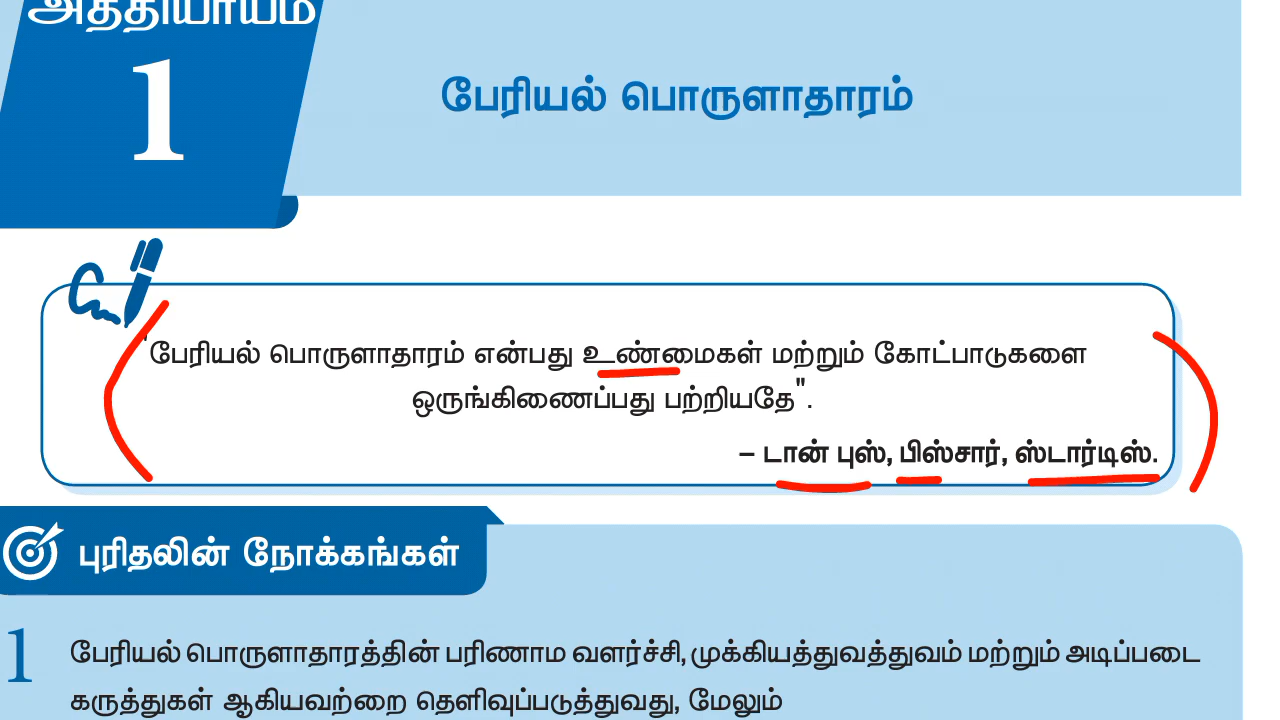 அத்தியாயம்
1
பேரியல் பொருளாதாரம்
"பேரியல் பொருளாதாரம் என்பது உண்மைகள் மற்றும் கோட்பாடுகளை
ஒருங்கிணைப்பது பற்றியதே".
– டான் புஸ், பிஸ்சார், ஸ்டார்டிஸ்.
புரிதலின் நோக்கங்கள்
1 பேரியல் பொருளாதாரத்தின் பரிணாம வளர்ச்சி, முக்கியத்துவத்துவம் மற்றும் அடிப்படை
கருத்துகள் ஆகியவற்றை தெளிவுப்படுத்துவது, மேலும்